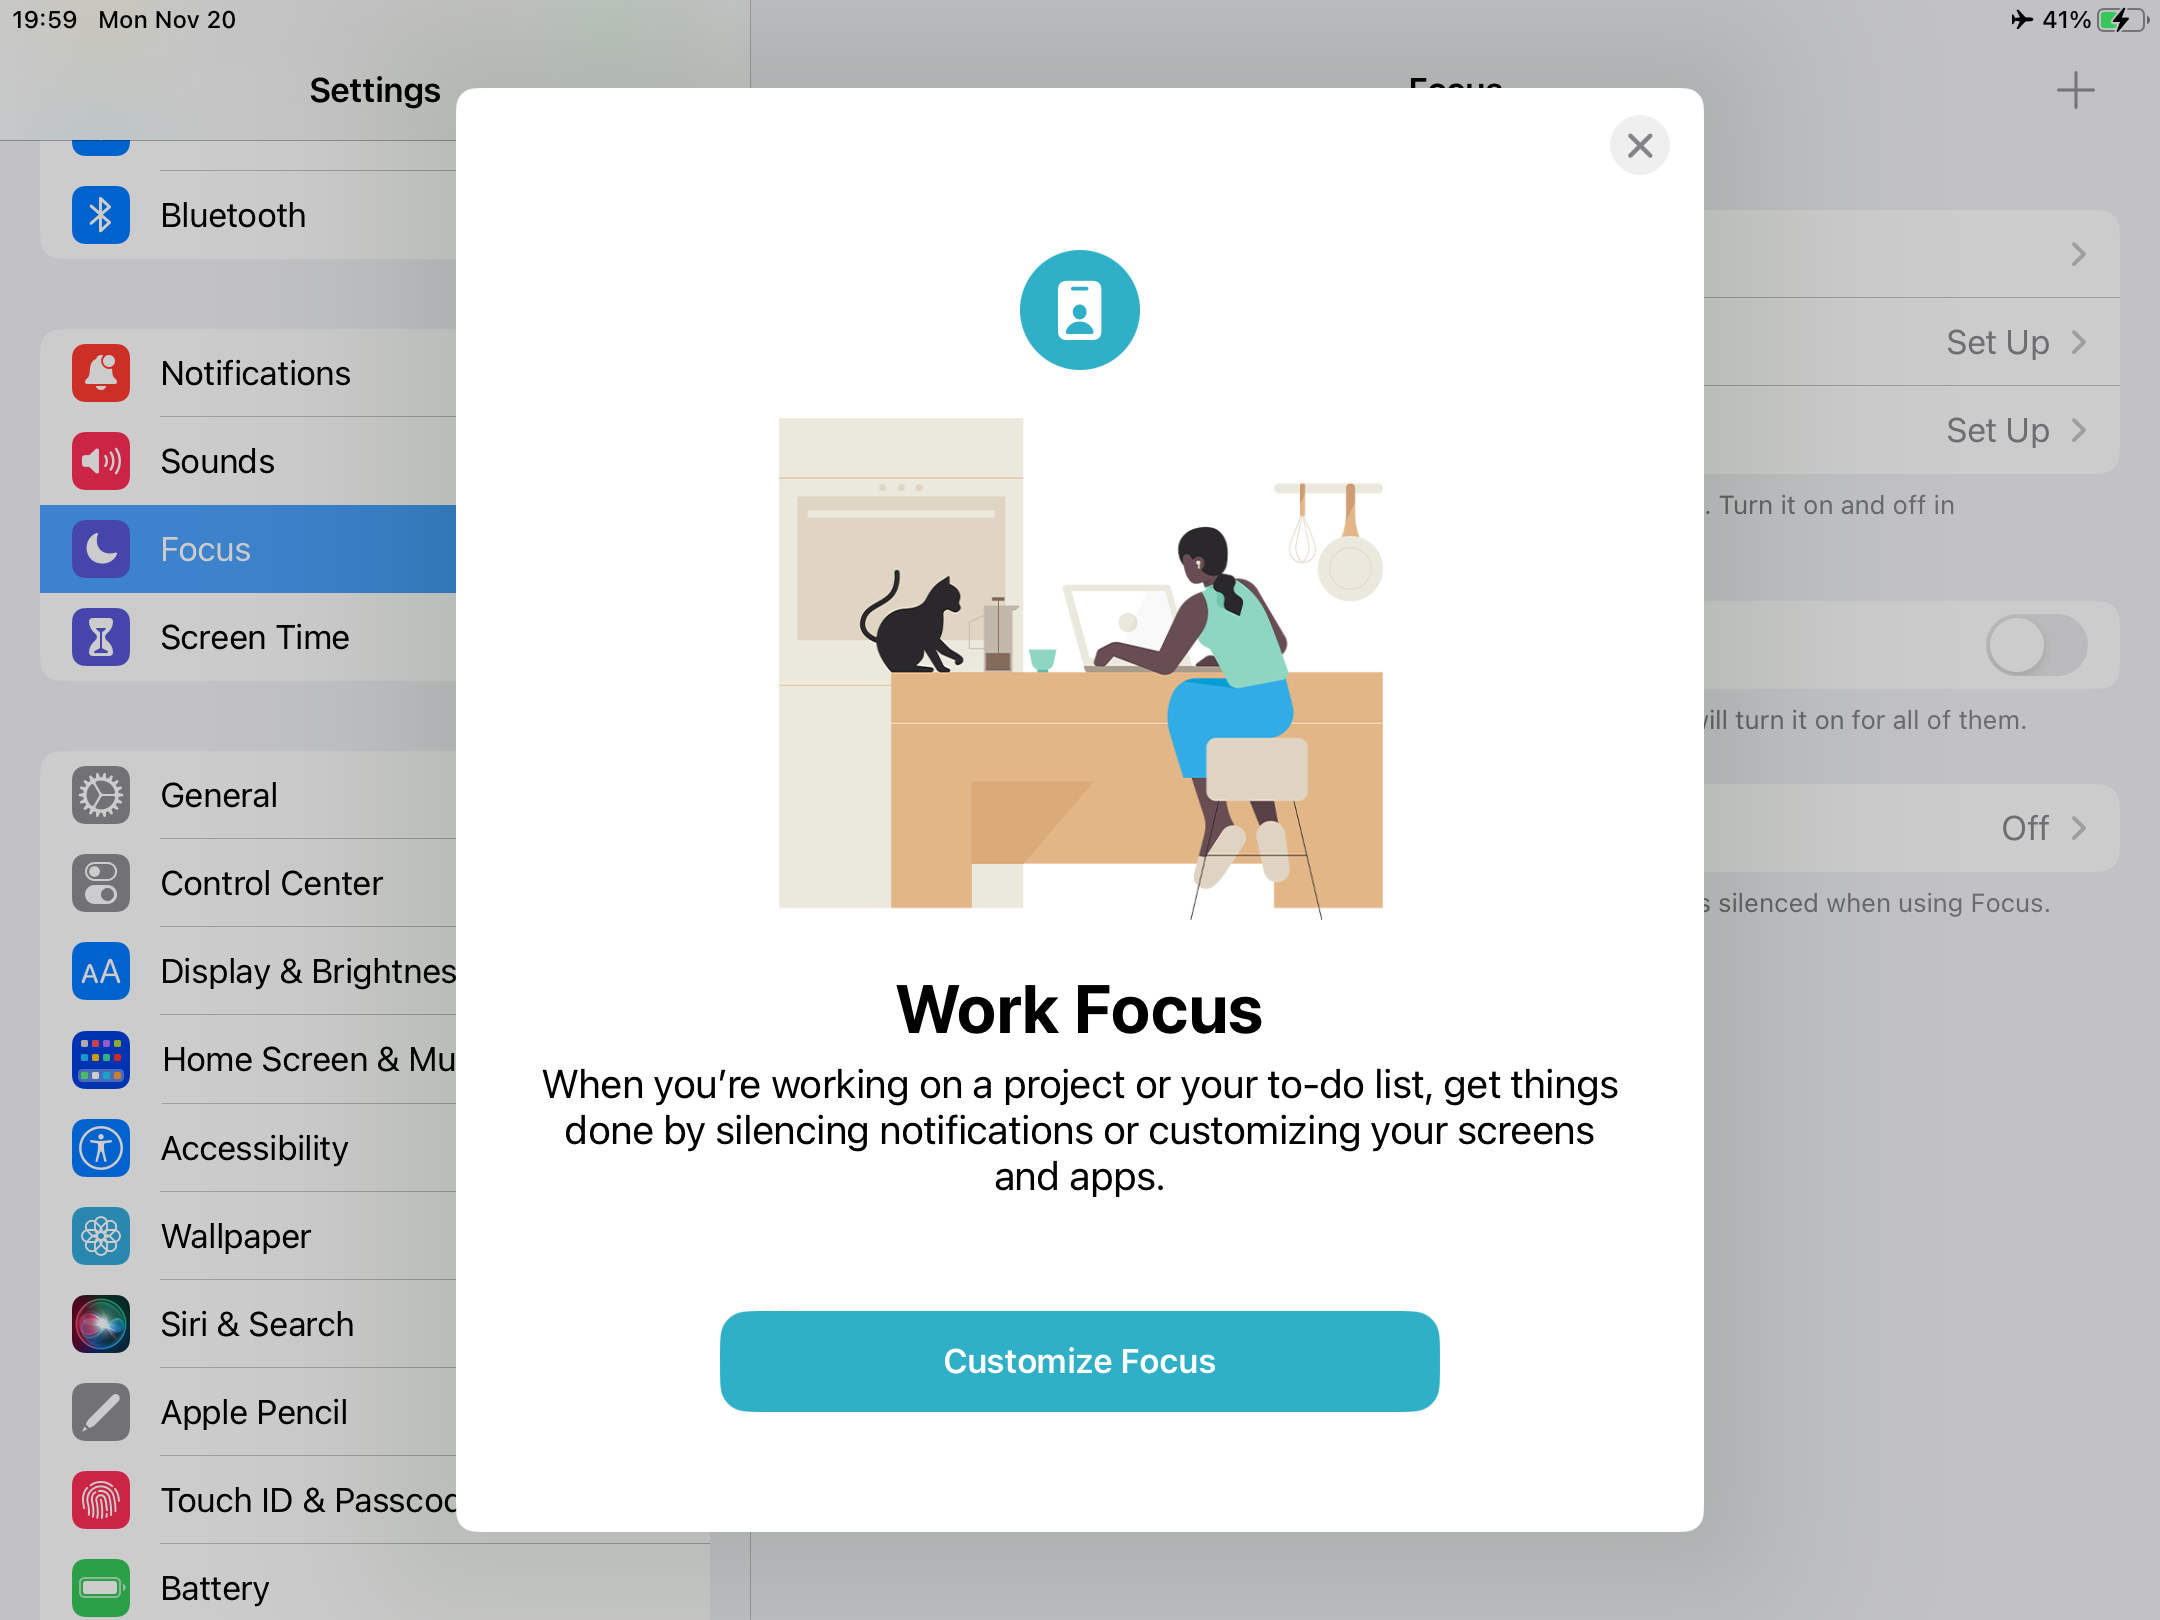 19:59 Mon Nov 20
41%
Settings
Focus
Bluetooth
Notifications
Sounds
Focus
Screen Time
General
Control Center
Display & Brightnes
Home Screen & Mu
Accessibility
Wallpaper
Siri & Search
Apple Pencil
Touch ID & Passcod
Battery
Work Focus
When you’re working on a project or your to-do list, get things
done by silencing notifications or customizing your screens
and apps.
Customize Focus
Set Up
Set Up
. Turn it on and off in
will turn it on for all of them.
Off
s silenced when using Focus.